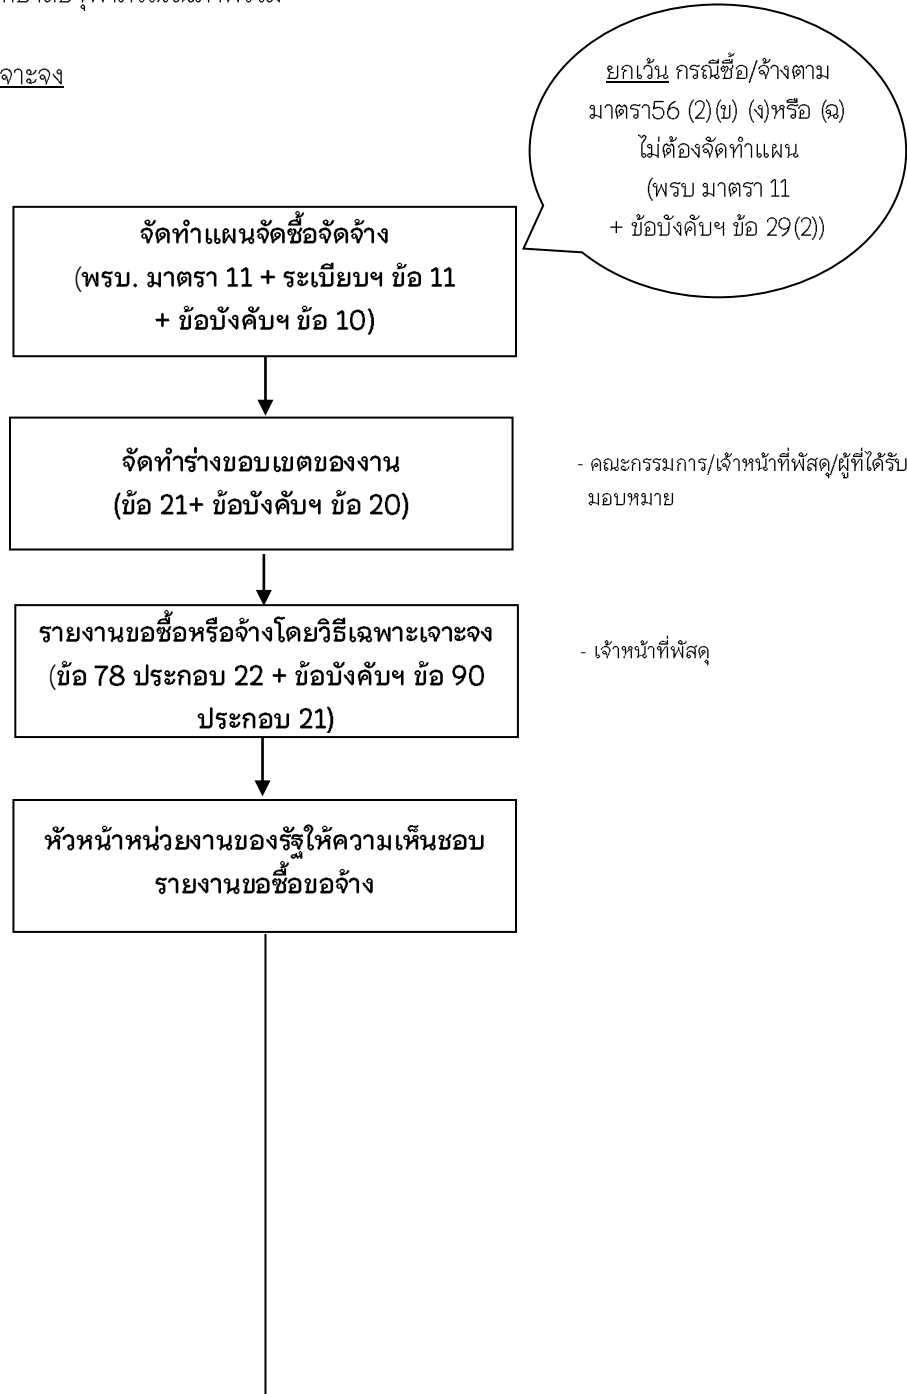 จาะจง
ยกเว้น กรณีซื้อ/จ้างตาม
มาตรา56 (2)(ข) (ง)หรือ (ฉ)
ไม่ต้องจัดทำแผน
(พรบ มาตรา 11
+ ข้อบังคับฯ ข้อ 29(2))
จัดทำแผนจัดซื้อจัดจ้าง
(พรบ. มาตรา 11 + ระเบียบฯ ข้อ 11
+ ข้อบังคับฯ ข้อ 10)
จัดทำร่างขอบเขตของงาน
(ข้อ 21+ ข้อบังคับฯ ข้อ 20)
- คณะกรรมการ/เจ้าหน้าที่พัสดุ/ผู้ที่ได้รับ
มอบหมาย
รายงานขอซื้อหรือจ้างโดยวิธีเฉพาะเจาะจง
(ข้อ 78 ประกอบ 22 + ข้อบังคับฯ ข้อ 90
ประกอบ 21)
- เจ้าหน้าที่พัสดุ
หัวหน้าหน่วยงานของรัฐให้ความเห็นชอบ
รายงานขอซื้อขอจ้าง